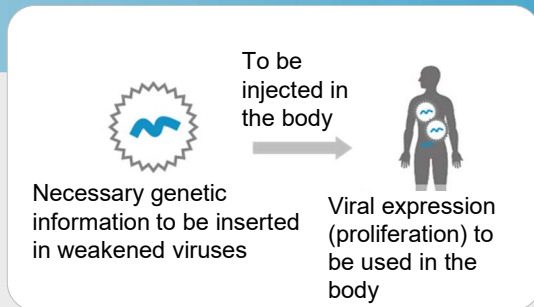 To be
injected in
the body
Necessary genetic
information to be inserted
in weakened viruses
Viral expression
(proliferation) to
be used in the
body